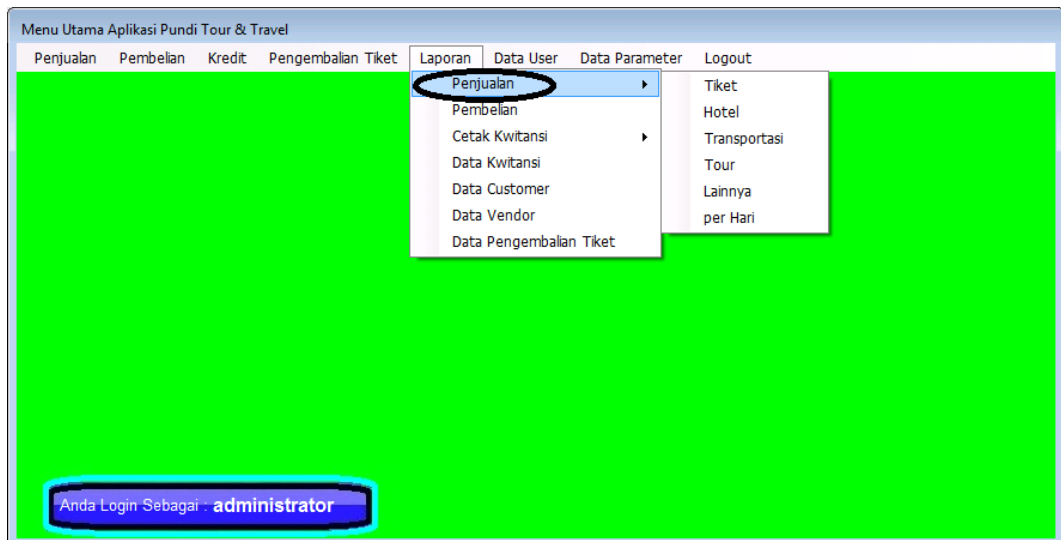 Menu Utama Aplikasi Pundi Tour & Travel
Penjualan Pembelian Kredit Pengembalian Tiket Laporan Data User Data Parameter Logout
Penjualan
Pembelian
Cetak Kwitansi
Data Kwitansi
Data Customer
Data Vendor
Data Pengembalian Tiket
Tiket
Hotel
Transportasi
Tour
Lainnya
per Hari
Anda Login Sebagai : administrator